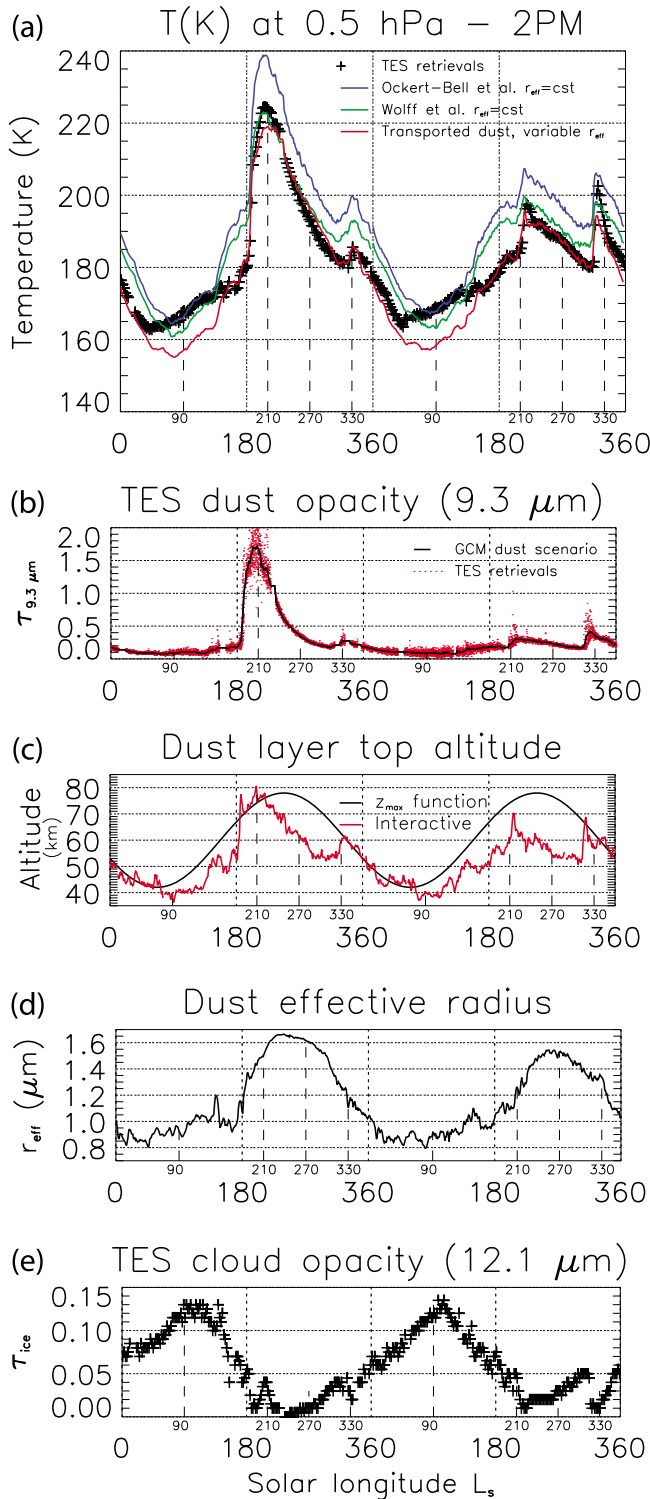 (a) T(K) at 0.5 hPa – 2PM
TES retrievals
Ockert-Bell et al. r_eff=cst
Wolff et al. r_eff=cst
Transported dust, variable r_eff
Temperature (K)
240
220
200
180
160
140
90 210 270 330 90 210 270 330
0 180 360 180 360
(b) TES dust opacity (9.3 μm)
GCM dust scenario
TES retrievals
τ_9.3 μm
2.0
1.5
1.0
0.5
0.0
90 210 270 330 90 210 270 330
0 180 360 180 360
(c) Dust layer top altitude
z_max function
Interactive
Altitude
(km)
80
70
60
50
40
90 210 270 330 90 210 270 330
0 180 360 180 360
(d) Dust effective radius
r_eff (μm)
1.6
1.4
1.2
1.0
0.8
90 210 270 330 90 210 270 330
0 180 360 180 360
(e) TES cloud opacity (12.1 μm)
τ_ice
0.15
0.10
0.05
0.00
90 210 270 330 90 210 270 330
0 180 360 180 360
Solar longitude L_s